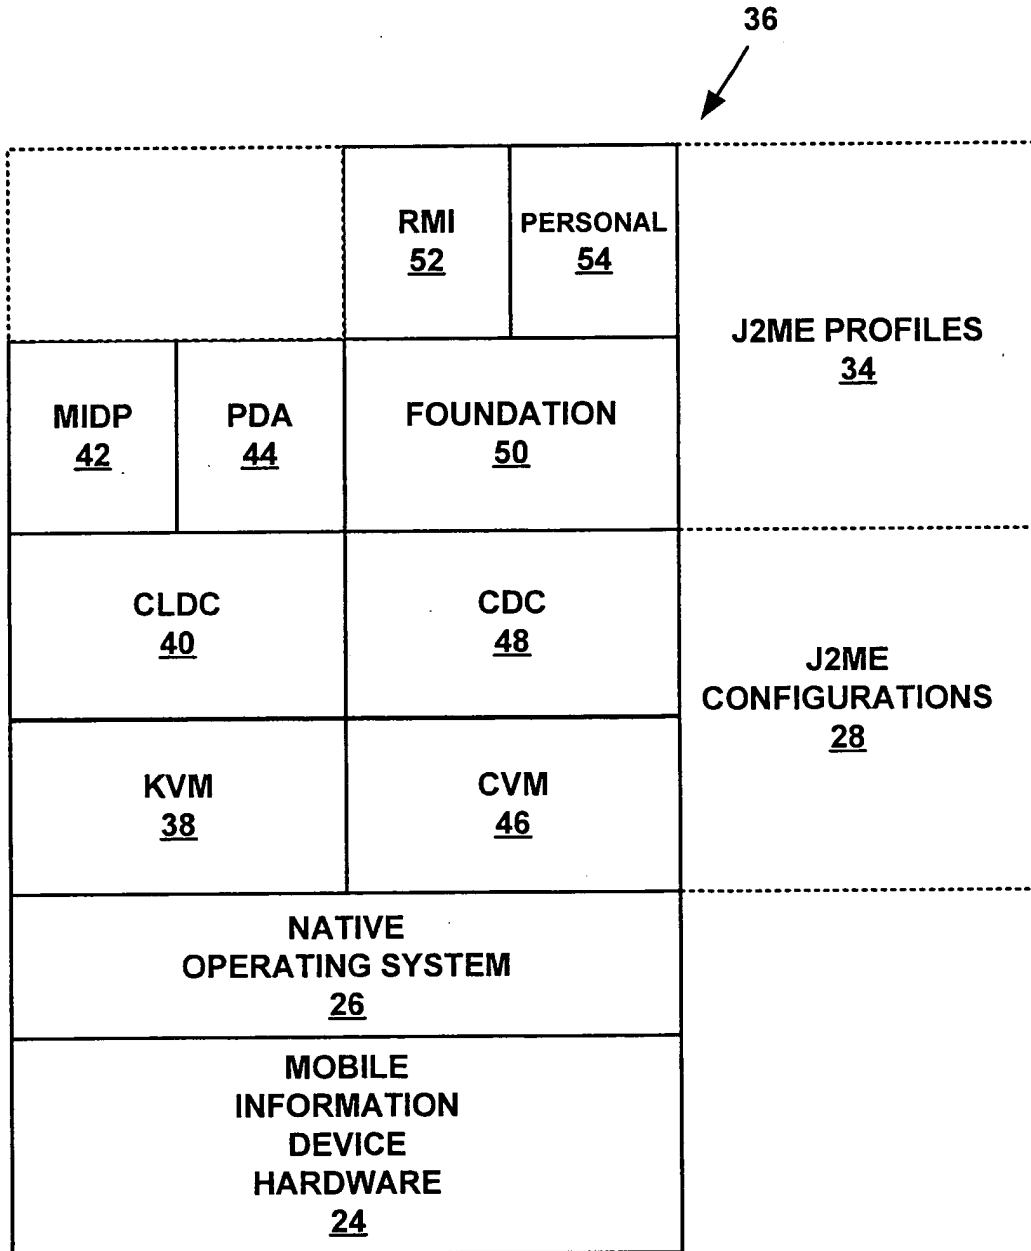 36
RMI
52
PERSONAL
54
J2ME PROFILES
34
MIDP
42
PDA
44
FOUNDATION
50
CLDC
40
CDC
48
J2ME
CONFIGURATIONS
28
KVM
38
CVM
46
NATIVE
OPERATING SYSTEM
26
MOBILE
INFORMATION
DEVICE
HARDWARE
24